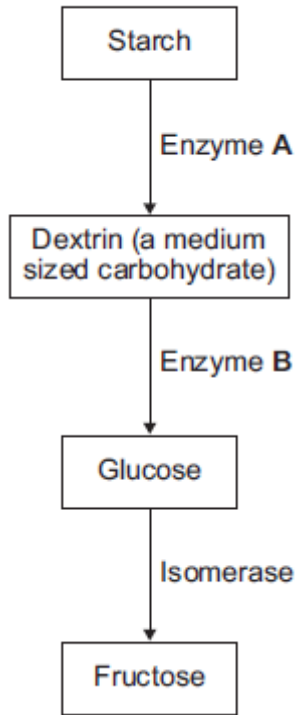 Starch
Enzyme A
Dextrin (a medium
sized carbohydrate)
Enzyme B
Glucose
Isomerase
Fructose